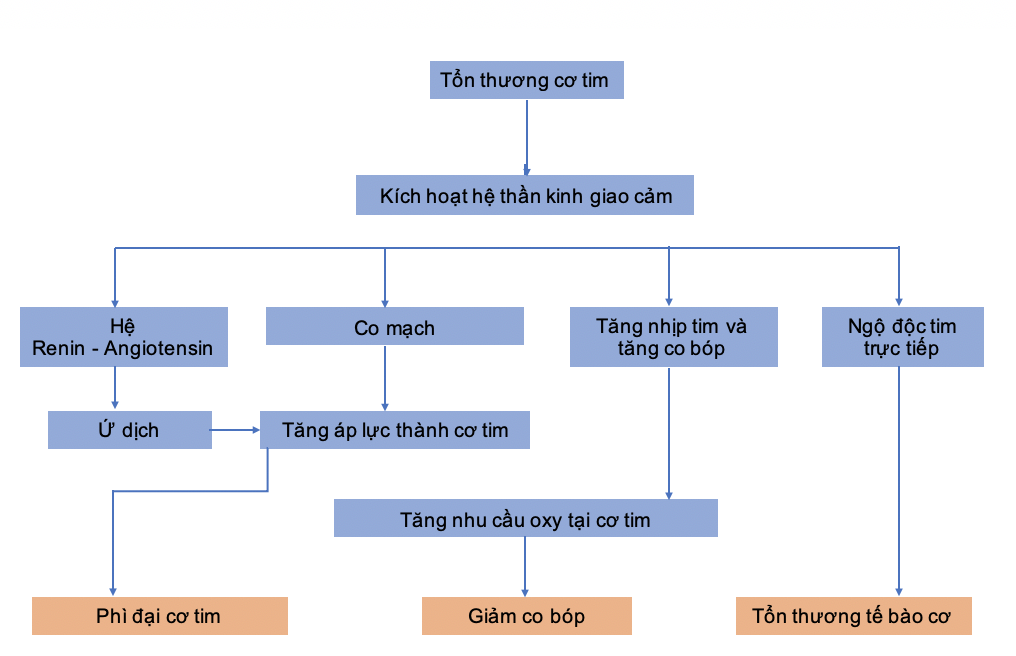 Tổn thương cơ tim
Kích hoạt hệ thần kinh giao cảm
Hệ
Renin - Angiotensin
Co mạch
Tăng nhịp tim và
tăng co bóp
Ngộ độc tim
trực tiếp
Ứ dịch
Tăng áp lực thành cơ tim
Tăng nhu cầu oxy tại cơ tim
Phì đại cơ tim
Giảm co bóp
Tổn thương tế bào cơ